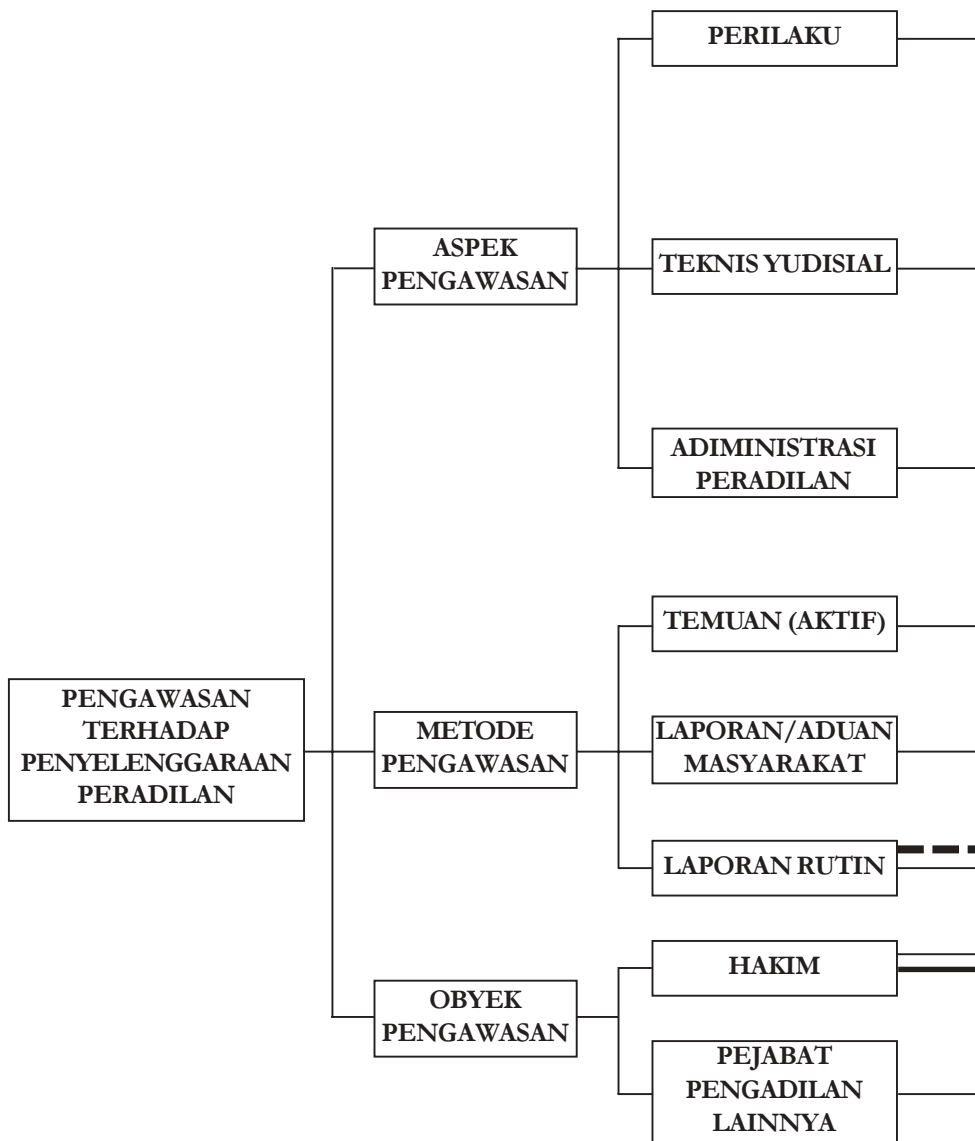 PERILAKU
ASPEK
PENGAWASAN
TEKNIS YUDISIAL
ADIMINISTRASI
PERADILAN
TEMUAN (AKTIF)
PENGAWASAN
TERHADAP
PENYELENGGARAAN
PERADILAN
METODE
PENGAWASAN
LAPORAN/ADUAN
MASYARAKAT
LAPORAN RUTIN
HAKIM
OBYEK
PENGAWASAN
PEJABAT
PENGADILAN
LAINNYA